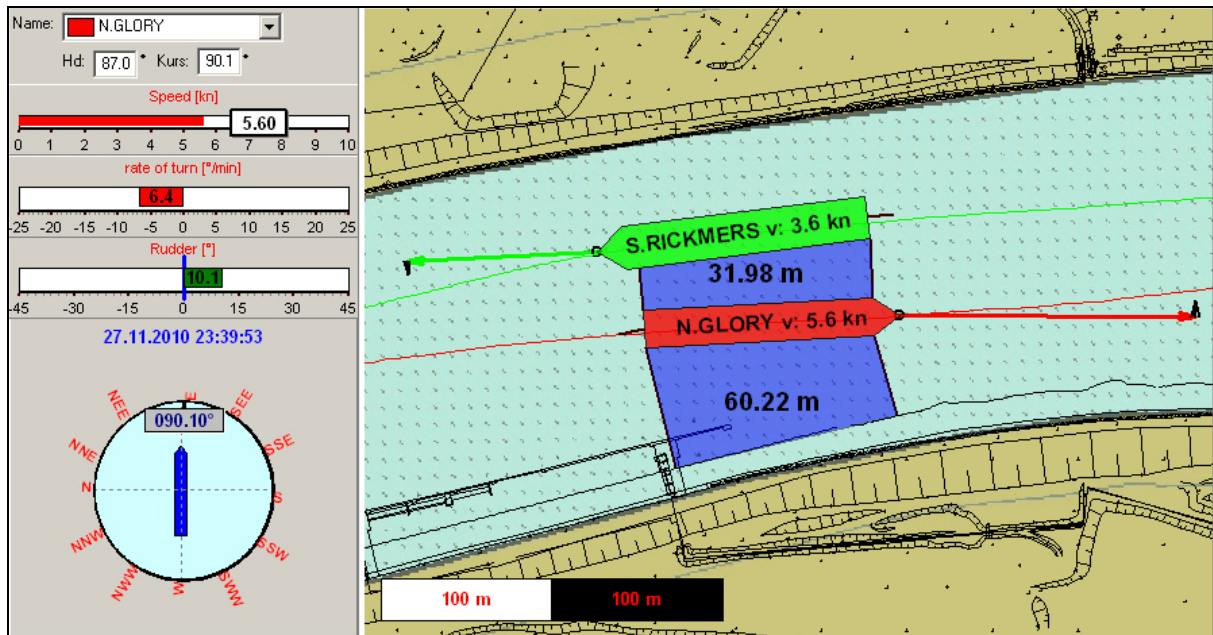 Name: N.GLORY
Hd: 87.0 ° Kurs: 90.1 °
Speed [kn]
5.60
0 1 2 3 4 5 6 7 8 9 10
rate of turn [°/min]
6.4
-25 -20 -15 -10 -5 0 5 10 15 20 25
Rudder [°]
10.1
-45 -30 -15 0 15 30 45
27.11.2010 23:39:53
E
NEE SEE
090.10°
NNE SSE
N S
NNW SSW
NWW SWW
W
S.RICKMERS v: 3.6 kn
31.98 m
N.GLORY v: 5.6 kn
60.22 m
100 m 100 m